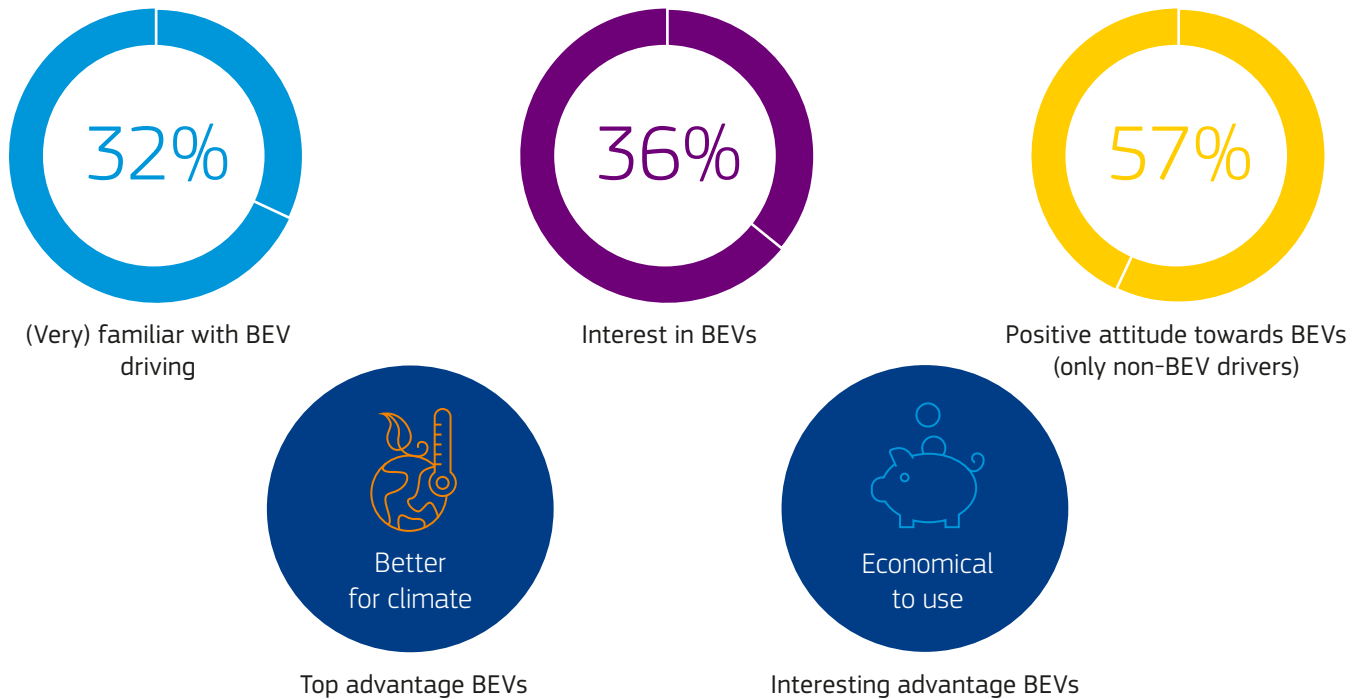 32%
36%
57%
(Very) familiar with BEV
driving
Interest in BEVs
Positive attitude towards BEVs
(only non-BEV drivers)
Better
for climate
Economical
to use
Top advantage BEVs
Interesting advantage BEVs